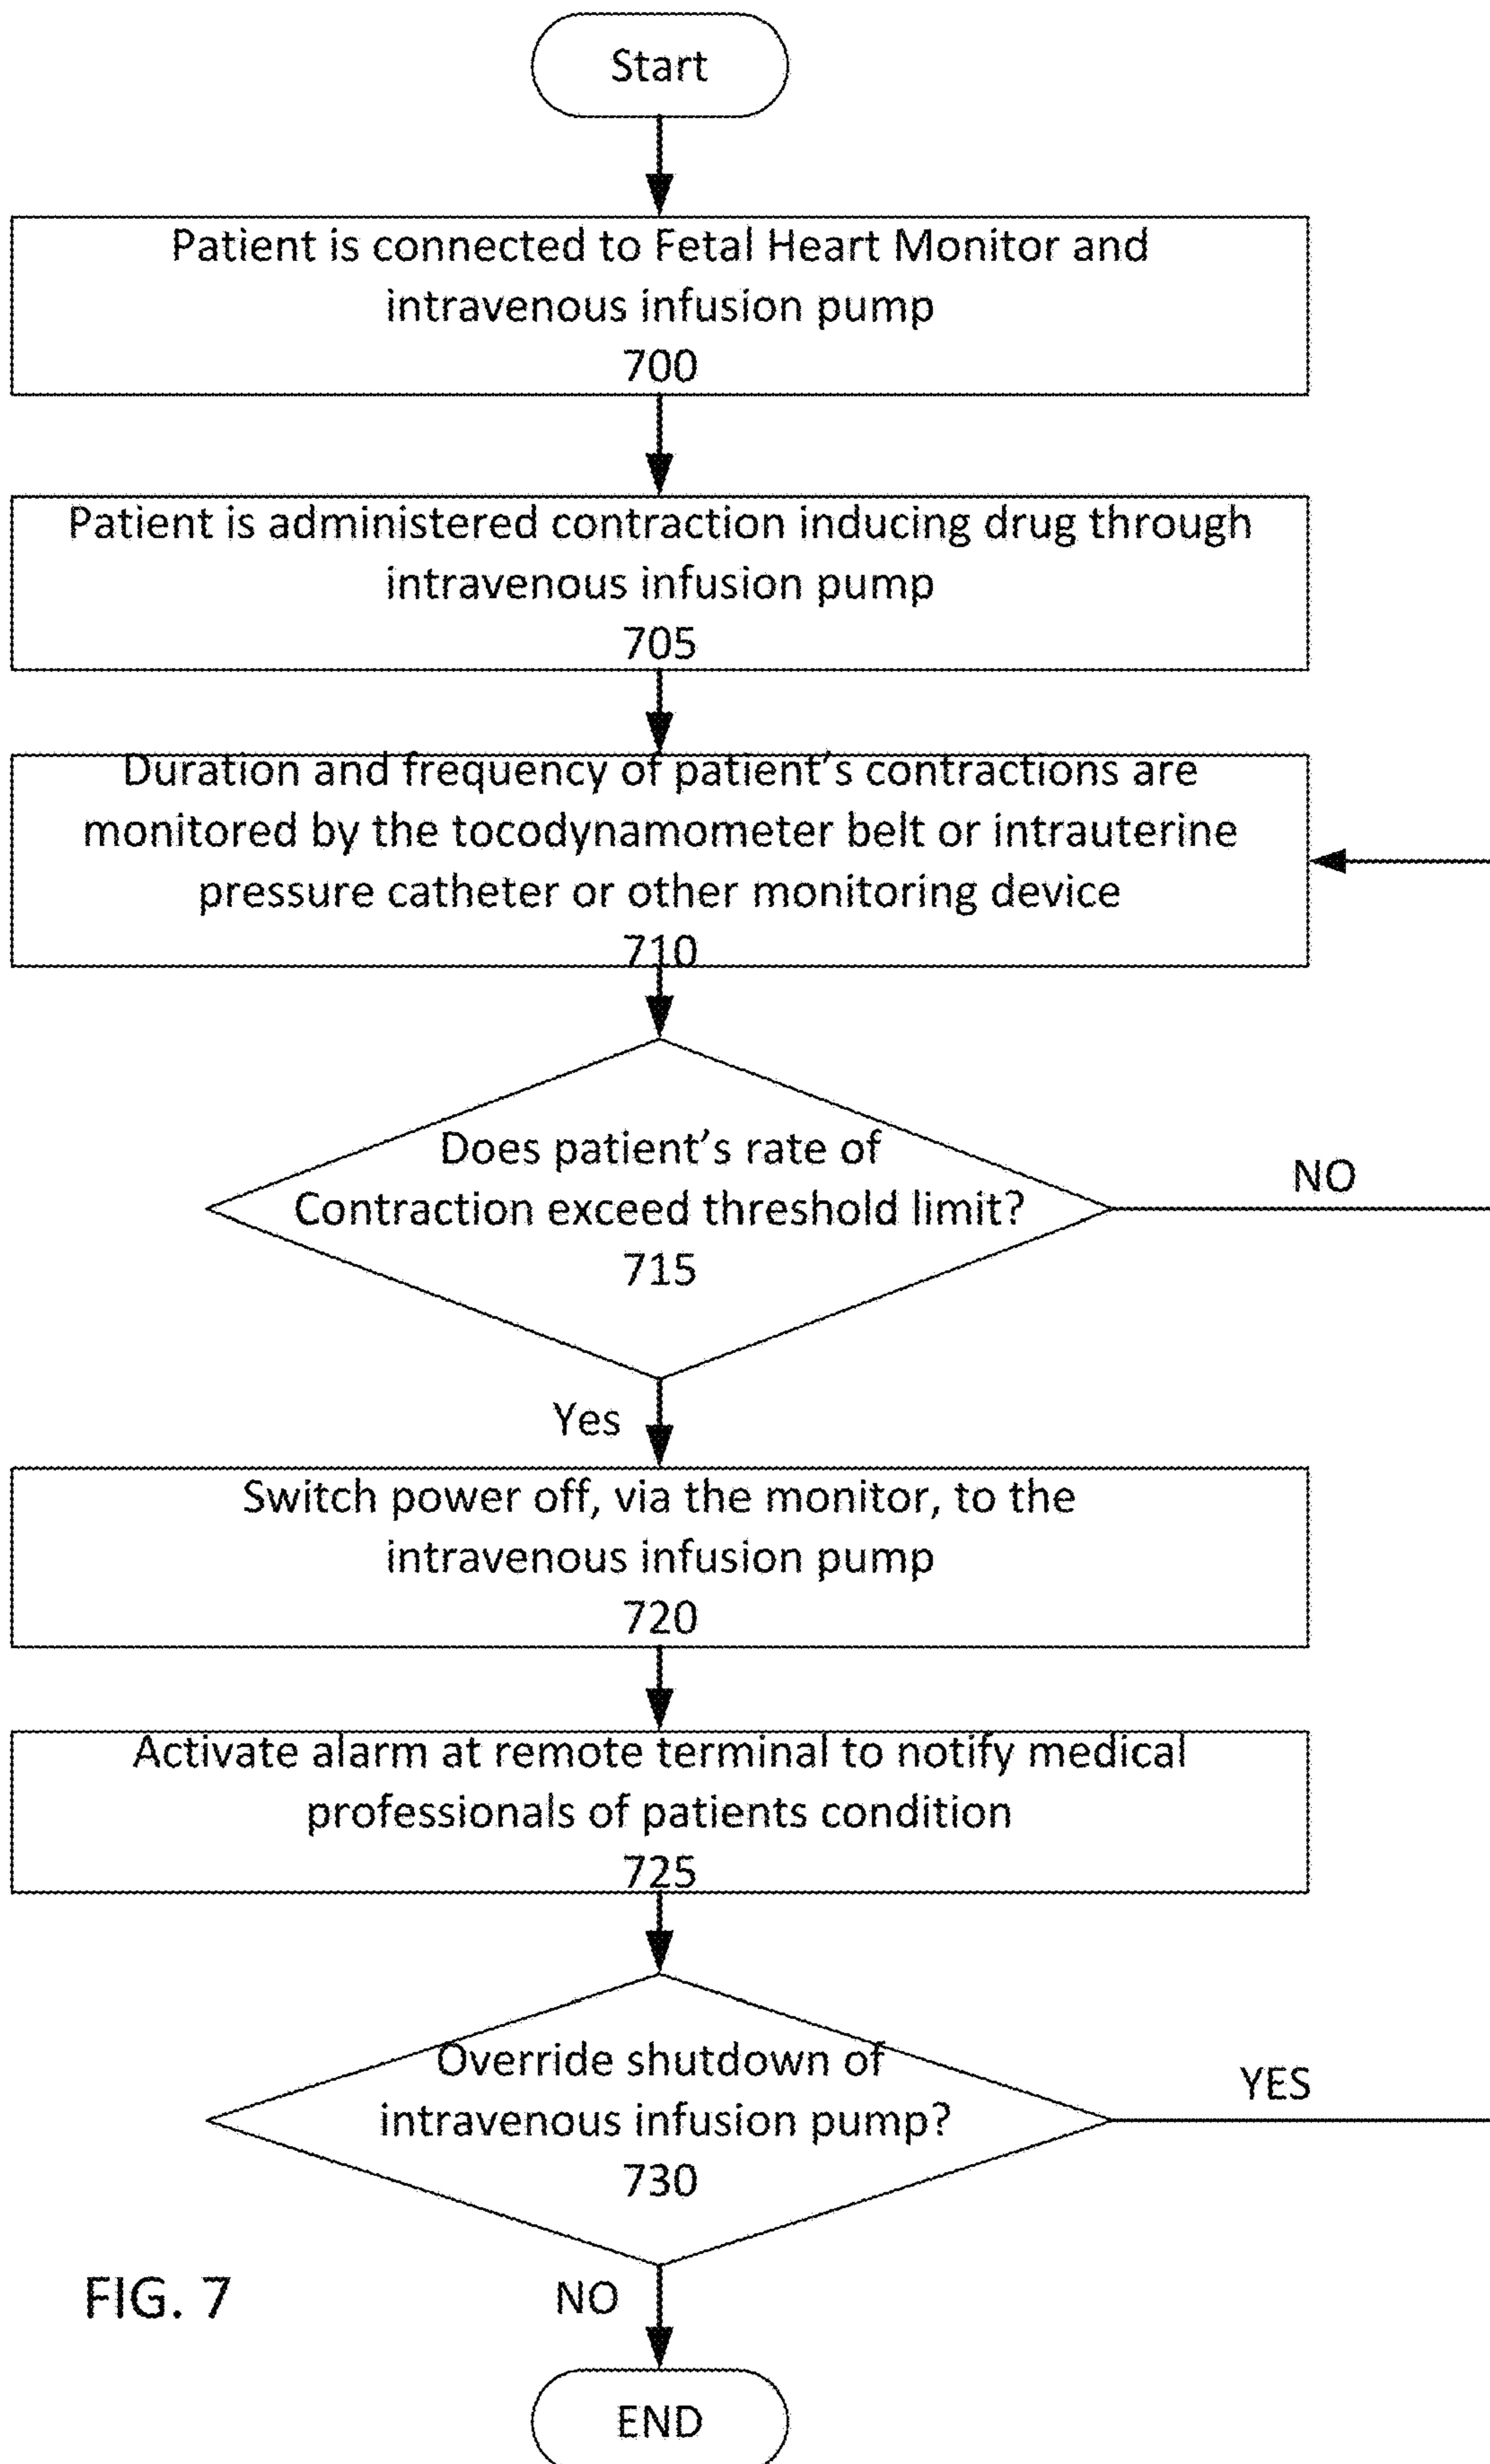 Start
Patient is connected to Fetal Heart Monitor and
intravenous infusion pump
700
Patient is administered contraction inducing drug through
intravenous infusion pump
705
Duration and frequency of patient's contractions are
monitored by the tocodynamometer belt or intrauterine
pressure catheter or other monitoring device
710
Does patient's rate of
Contraction exceed threshold limit?
715
NO
Yes
Switch power off, via the monitor, to the
intravenous infusion pump
720
Activate alarm at remote terminal to notify medical
professionals of patients condition
725
Override shutdown of
intravenous infusion pump?
730
YES
NO
FIG. 7
END